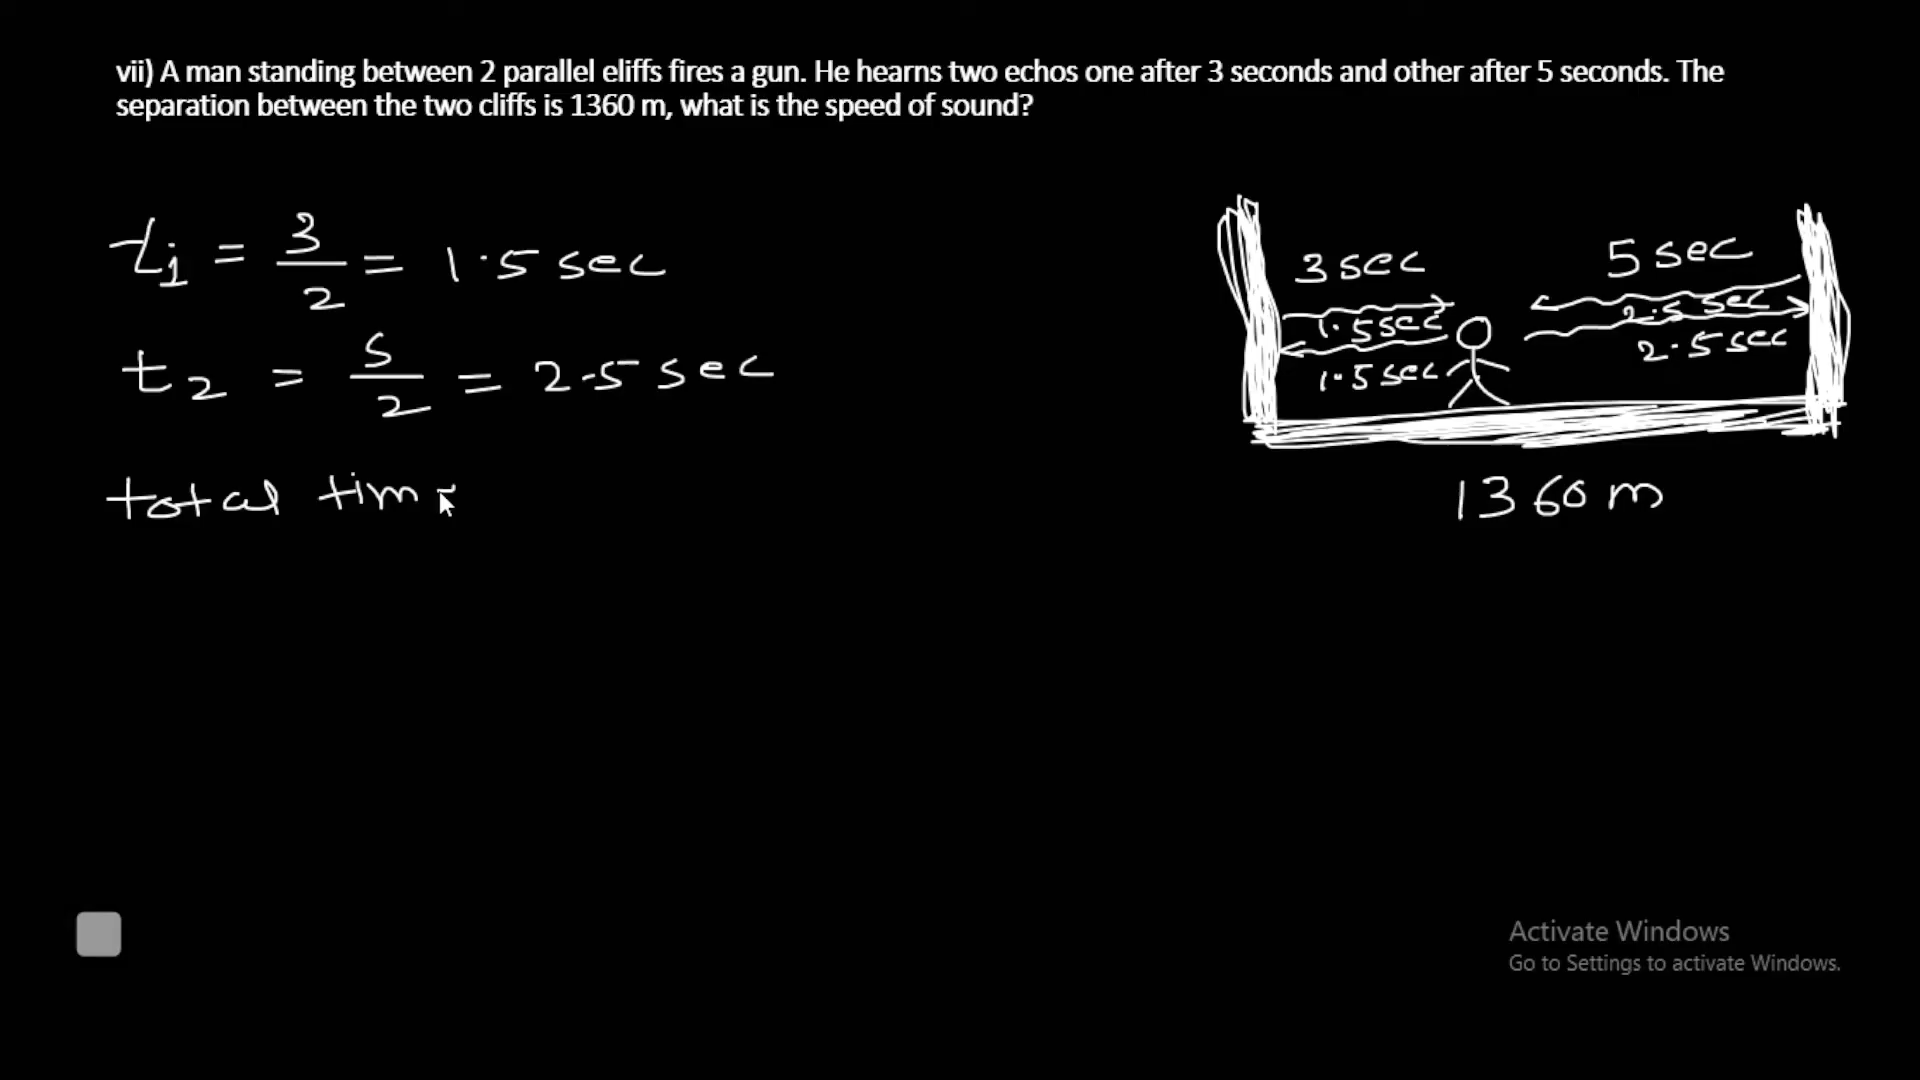 vii) A man standing between 2 parallel eliffs fires a gun. He hearns two echos one after 3 seconds and other after 5 seconds. The
separation between the two cliffs is 1360 m, what is the speed of sound?
t1 = 3/2 = 1.5 sec
t2 = 5/2 = 2.5 sec
total tim
3 sec
1.5 sec
1.5 sec
5 sec
2.5 sec
2.5 sec
1360 m
Activate Windows
Go to Settings to activate Windows.